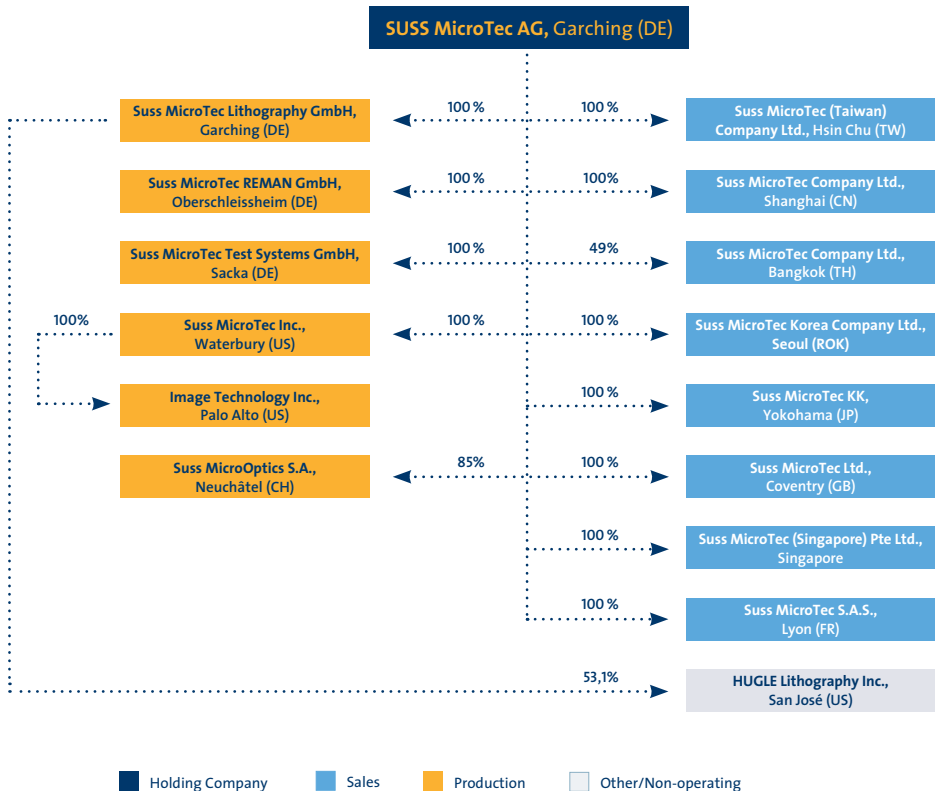 SUSS MicroTec AG, Garching (DE)
Suss MicroTec Lithography GmbH,
Garching (DE)
100 %
100 %
Suss MicroTec (Taiwan)
Company Ltd., Hsin Chu (TW)
Suss MicroTec REMAN GmbH,
Oberschleissheim (DE)
100 %
100%
Suss MicroTec Company Ltd.,
Shanghai (CN)
Suss MicroTec Test Systems GmbH,
Sacka (DE)
100 %
49%
Suss MicroTec Company Ltd.,
Bangkok (TH)
100%
Suss MicroTec Inc.,
Waterbury (US)
100 %
100 %
Suss MicroTec Korea Company Ltd.,
Seoul (ROK)
Image Technology Inc.,
Palo Alto (US)
100 %
Suss MicroTec KK,
Yokohama (JP)
Suss MicroOptics S.A.,
Neuchâtel (CH)
85%
100 %
Suss MicroTec Ltd.,
Coventry (GB)
100 %
Suss MicroTec (Singapore) Pte Ltd.,
Singapore
100 %
Suss MicroTec S.A.S.,
Lyon (FR)
53,1%
HUGLE Lithography Inc.,
San José (US)
Holding Company
Sales
Production
Other/Non-operating